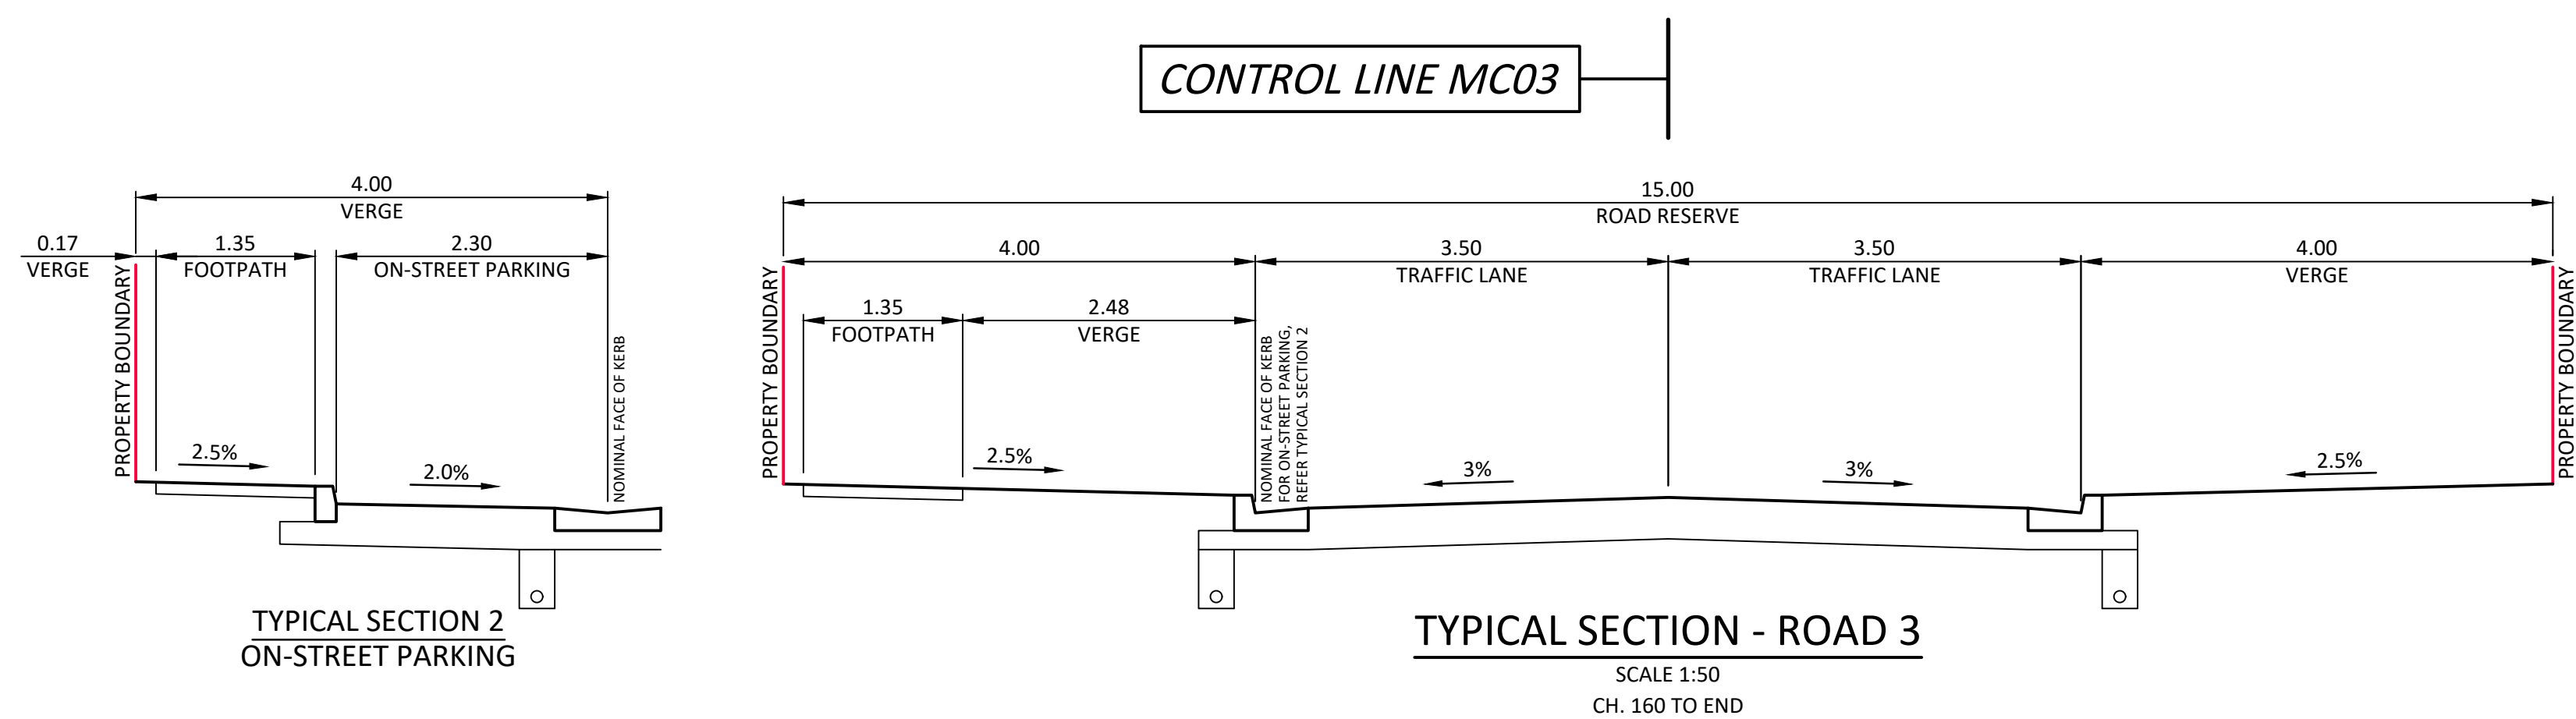 CONTROL LINE MC03
4.00
VERGE
0.17
VERGE
1.35
FOOTPATH
2.30
ON-STREET PARKING
PROPERTY BOUNDARY
NOMINAL FACE OF KERB
2.5%
2.0%
TYPICAL SECTION 2
ON-STREET PARKING
15.00
ROAD RESERVE
4.00
3.50
TRAFFIC LANE
3.50
TRAFFIC LANE
4.00
VERGE
1.35
FOOTPATH
2.48
VERGE
PROPERTY BOUNDARY
NOMINAL FACE OF KERB
FOR ON-STREET PARKING,
REFER TYPICAL SECTION 2
PROPERTY BOUNDARY
2.5%
3%
3%
2.5%
TYPICAL SECTION - ROAD 3
SCALE 1:50
CH. 160 TO END